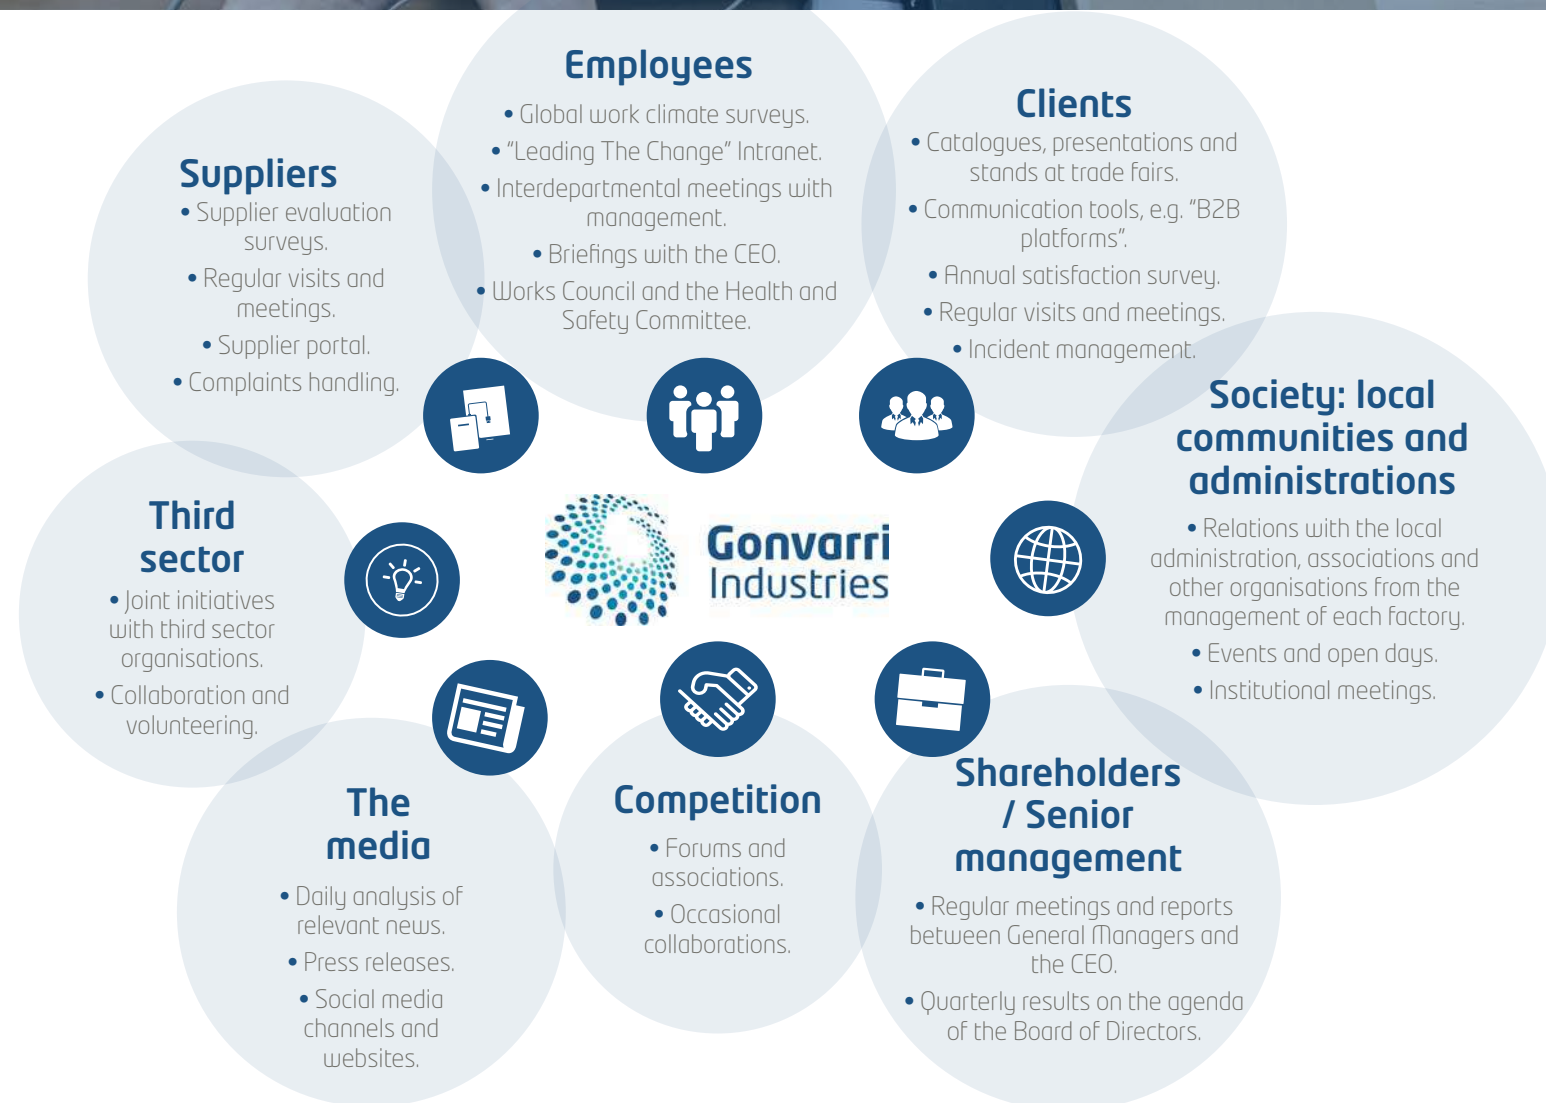 Employees
• Global work climate surveys.
• “Leading The Change” Intranet.
• Interdepartmental meetings with
management.
• Briefings with the CEO.
• Works Council and the Health and
Safety Committee.
Clients
• Catalogues, presentations and
stands at trade fairs.
• Communication tools, e.g. “B2B
platforms”.
• Annual satisfaction survey.
• Regular visits and meetings.
• Incident management.
Suppliers
• Supplier evaluation
surveys.
• Regular visits and
meetings.
• Supplier portal.
• Complaints handling.
Society: local
communities and
administrations
• Relations with the local
administration, associations and
other organisations from the
management of each factory.
• Events and open days.
• Institutional meetings.
Third
sector
• Joint initiatives
with third sector
organisations.
• Collaboration and
volunteering.
Gonvarri
Industries
The
media
• Daily analysis of
relevant news.
• Press releases.
• Social media
channels and
websites.
Competition
• Forums and
associations.
• Occasional
collaborations.
Shareholders
/ Senior
management
• Regular meetings and reports
between General Managers and
the CEO.
• Quarterly results on the agenda
of the Board of Directors.